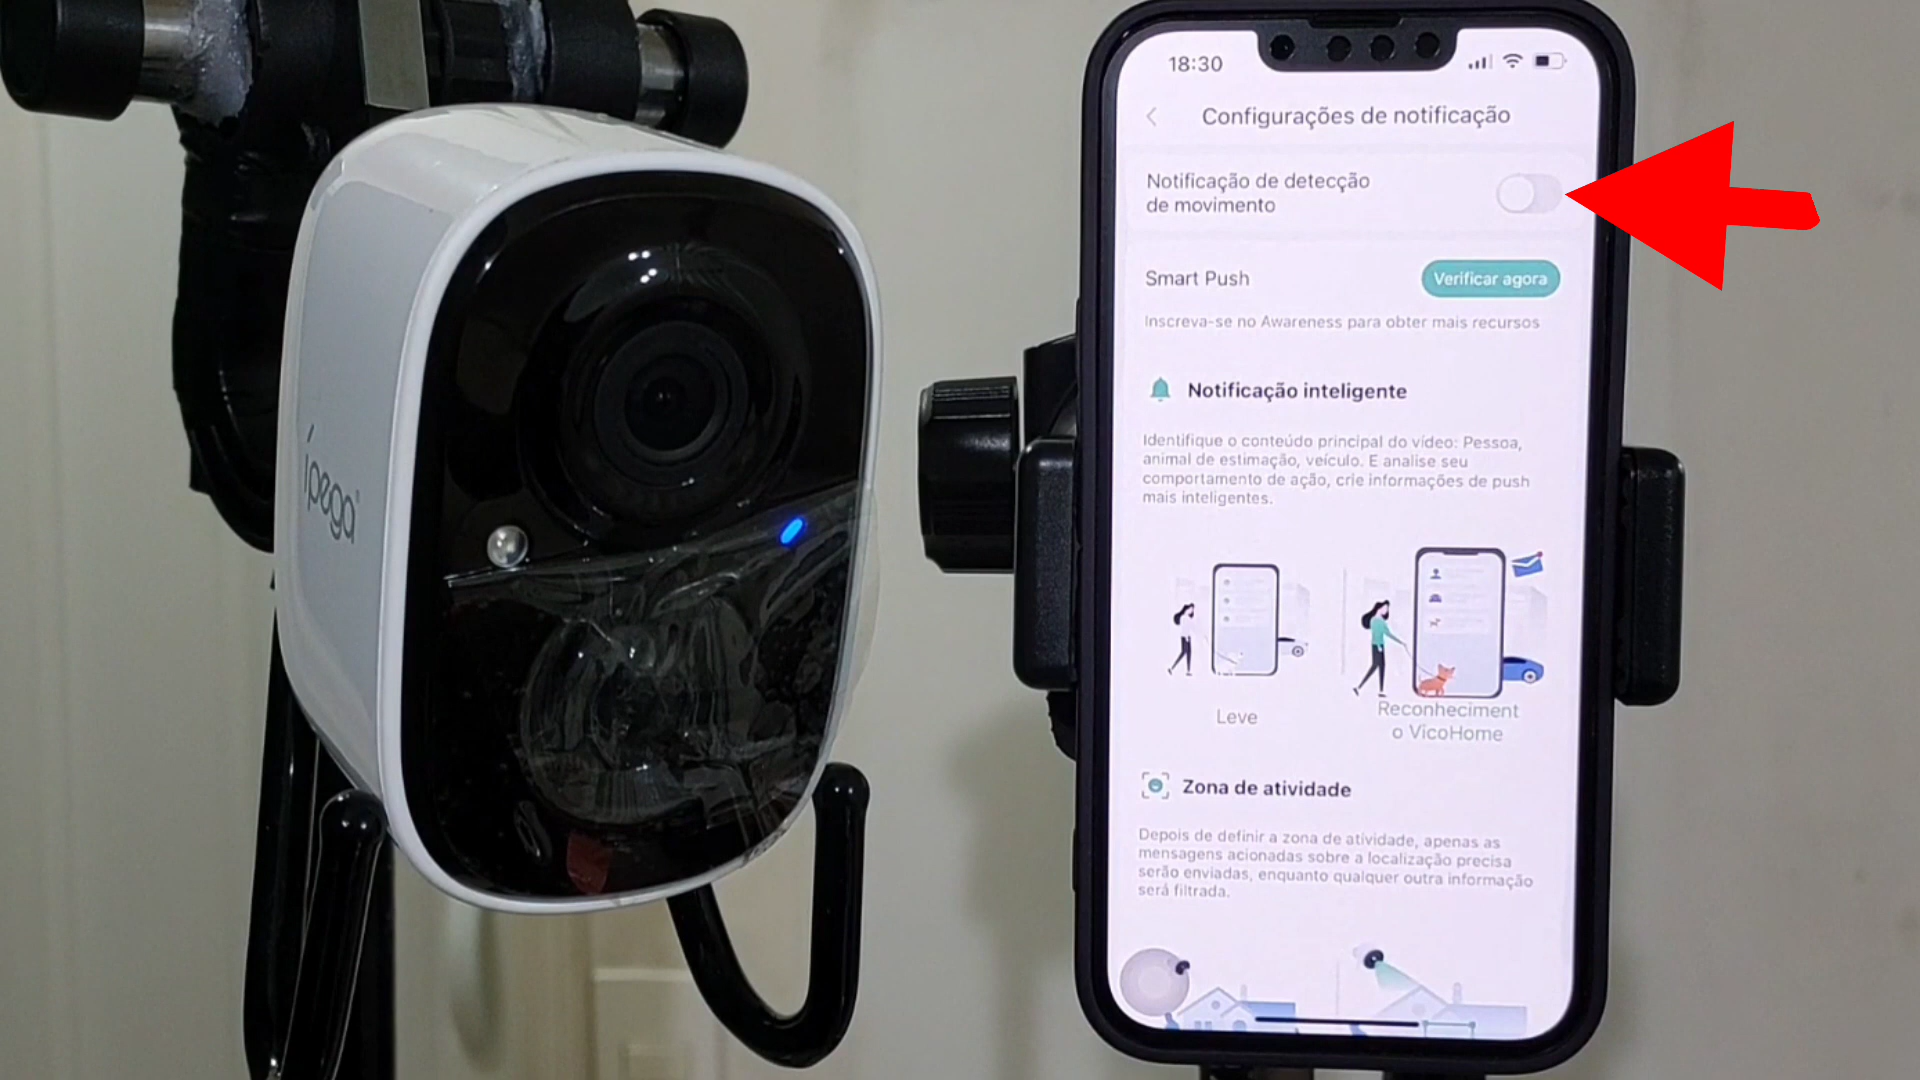 ípega
18:30
Configurações de notificação
Notificação de detecção
de movimento
Smart Push
Verificar agora
Inscreva-se no Awareness para obter mais recursos
Notificação inteligente
Identifique o conteúdo principal do vídeo: Pessoa,
animal de estimação, veículo. E analise seu
comportamento de ação, crie informações de push
mais inteligentes.
Leve
Reconheciment
o VicoHome
Zona de atividade
Depois de definir a zona de atividade, apenas as
mensagens acionadas sobre a localização precisa
serão enviadas, enquanto qualquer outra informação
será filtrada.